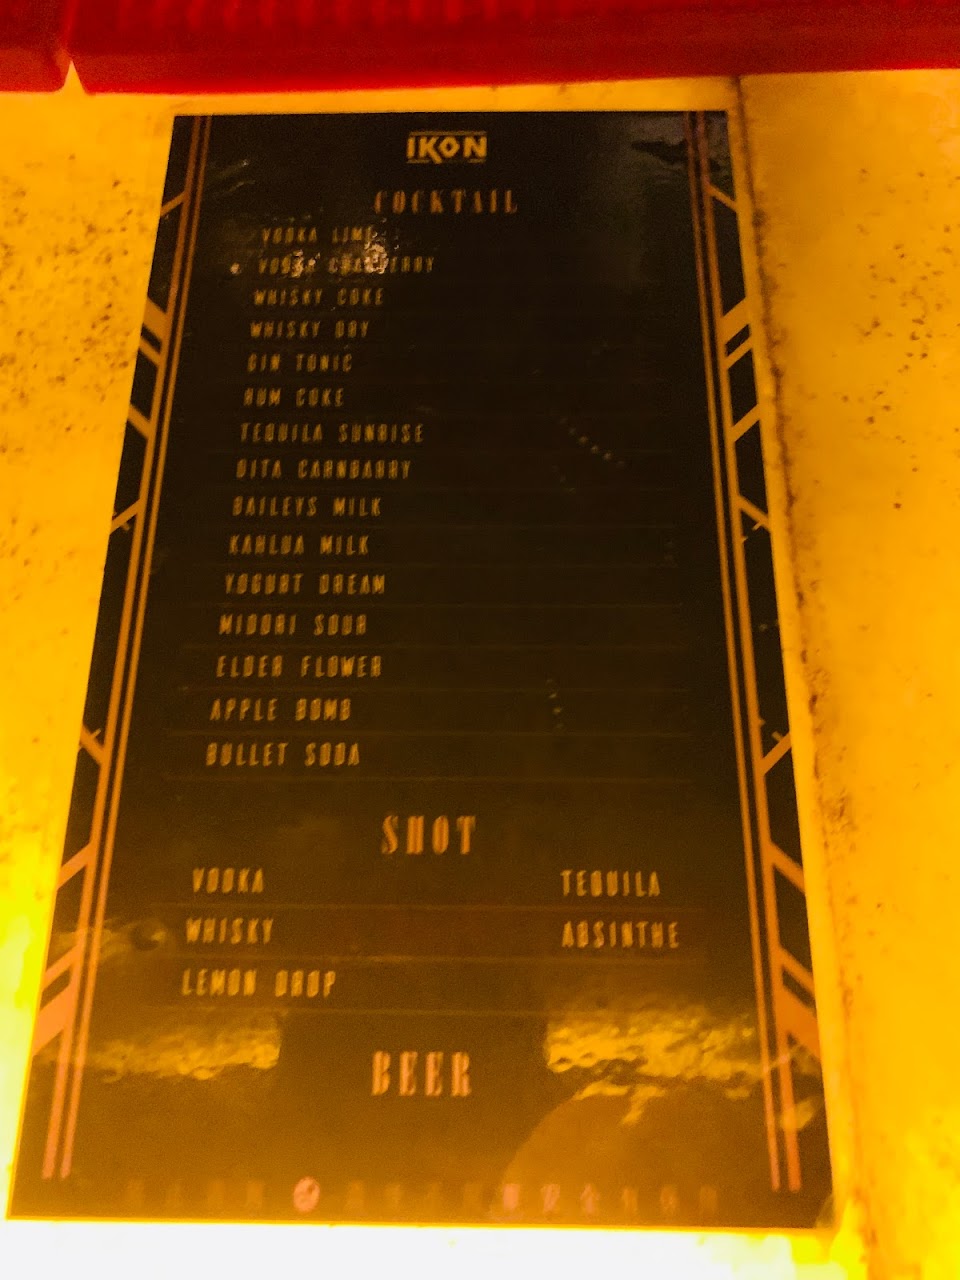 IKON
COCKTAIL
VODKA LIME
VODKA CRANBERRY
WHISKY COKE
WHISKY DRY
GIN TONIC
RUM COKE
TEQUILA SUNRISE
DITA CARNBARRY
BAILEYS MILK
KAHLUA MILK
YOGURT DREAM
MIDORI SOUR
ELDER FLOWER
APPLE BOMB
BULLET SODA
SHOT
VODKA TEQUILA
WHISKY ABSINTHE
LEMON DROP
BEER